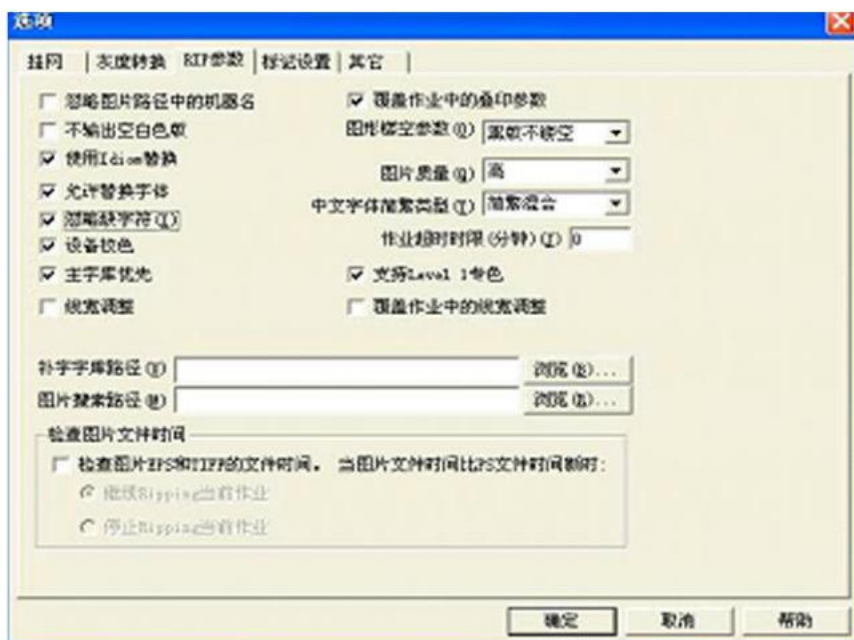 选项
挂网 灰度转换 RIP参数 标记设置 其它
忽略图片路径中的机器名
不输出空白色版
使用Idiom替换
允许替换字体
忽略缺字符(I)
设备校色
主字库优先
线宽调整
覆盖作业中的叠印参数
图形镂空参数(Q) 黑版不镂空
图片质量(Q) 高
中文字体简繁类型(T) 简繁混合
作业超时时限(分钟)(T) 0
支持Level 1专色
覆盖作业中的线宽调整
补字字库路径 浏览 ...
图片搜索路径 浏览 ...
检查图片文件时间
检查图片EPS和TIFF的文件时间。 当图片文件时间比PS文件时间新时:
继续Ripping当前作业
停止Ripping当前作业
确定 取消 帮助